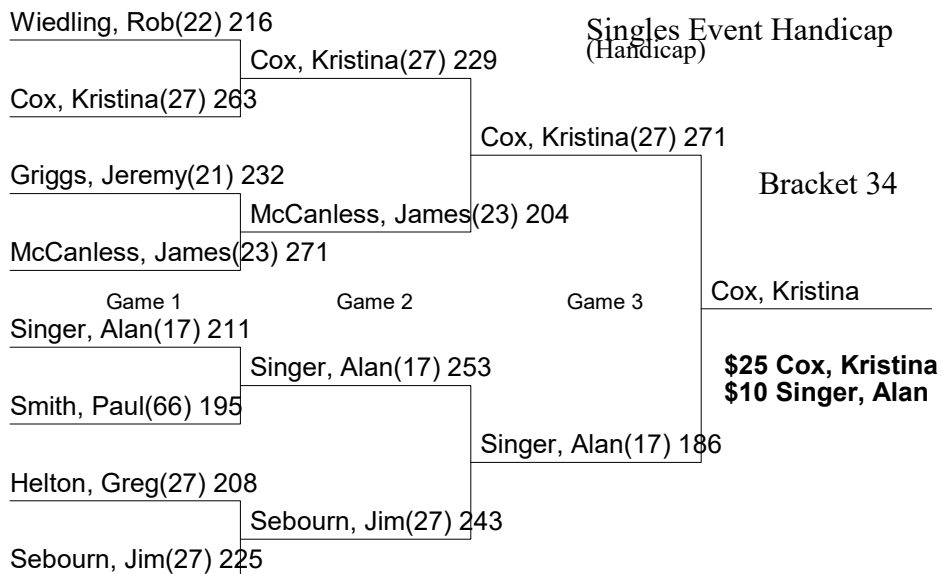 Wiedling, Rob(22) 216
Singles Event Handicap
(Handicap)
Cox, Kristina(27) 229
Cox, Kristina(27) 263
Cox, Kristina(27) 271
Griggs, Jeremy(21) 232
Bracket 34
McCanless, James(23) 204
McCanless, James(23) 271
Game 1
Game 2
Game 3
Cox, Kristina
Singer, Alan(17) 211
Singer, Alan(17) 253
$25 Cox, Kristina
$10 Singer, Alan
Smith, Paul(66) 195
Singer, Alan(17) 186
Helton, Greg(27) 208
Sebourn, Jim(27) 243
Sebourn, Jim(27) 225